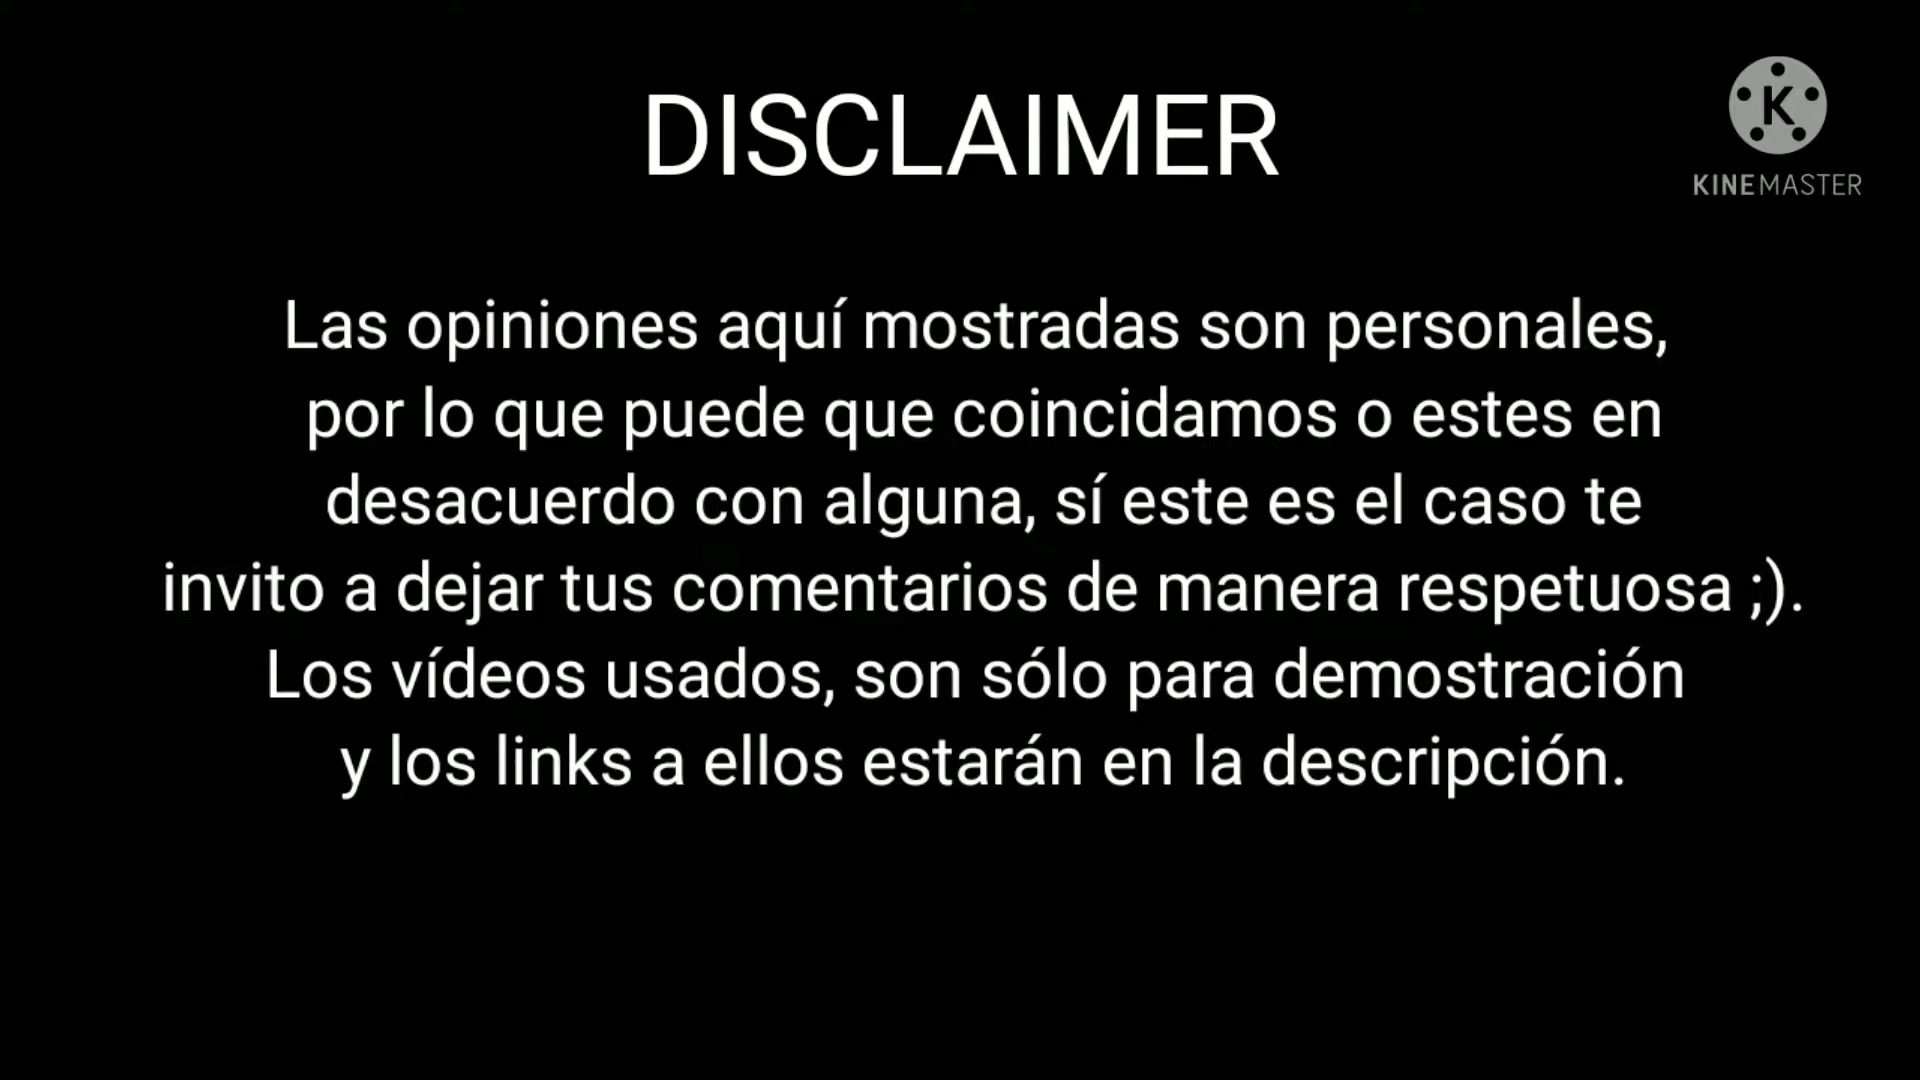 DISCLAIMER
K
KINEMASTER
Las opiniones aquí mostradas son personales,
por lo que puede que coincidamos o estes en
desacuerdo con alguna, sí este es el caso te
invito a dejar tus comentarios de manera respetuosa ;).
Los vídeos usados, son sólo para demostración
y los links a ellos estarán en la descripción.